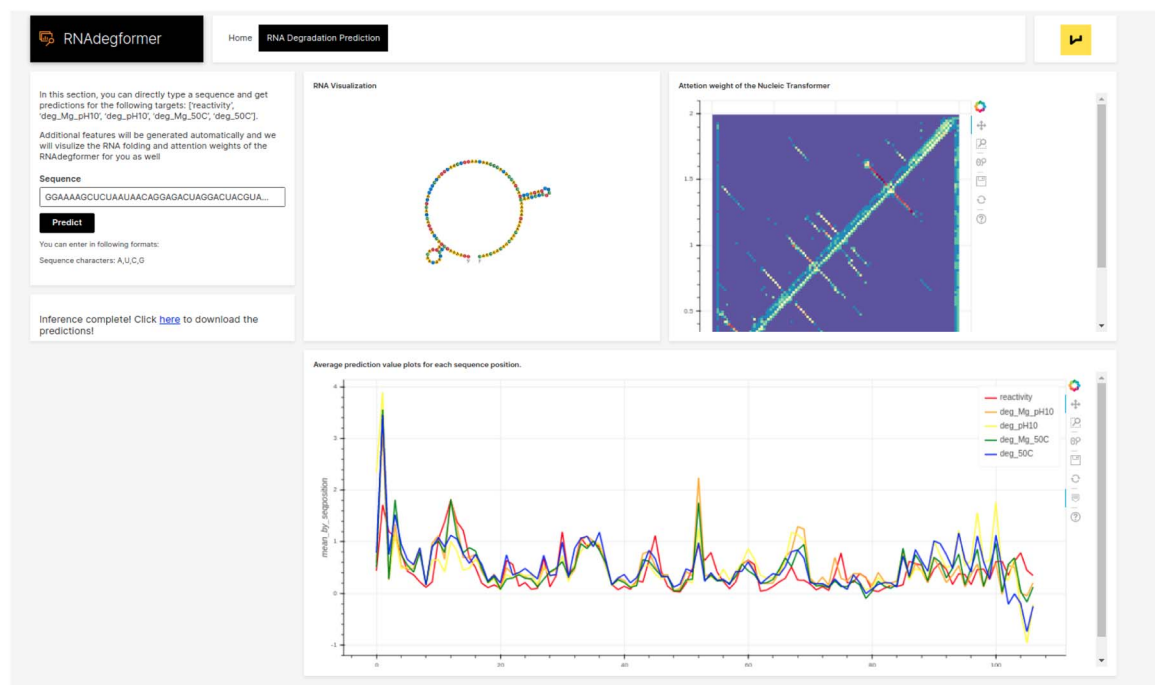 RNAdegformer
Home
RNA Degradation Prediction
In this section, you can directly type a sequence and get
predictions for the following targets: ['reactivity',
'deg_Mg_pH10', 'deg_pH10', 'deg_Mg_50C', 'deg_50C'].
Additional features will be generated automatically and we
will visulize the RNA folding and attention weights of the
RNAdegformer for you as well
Sequence
GGAAAAGCUCUAAUAACAGGAGACUAGGACUACGUA...
Predict
You can enter in following formats:
Sequence characters: A,U,C,G
Inference complete! Click here to download the
predictions!
RNA Visualization
Attetion weight of the Nucleic Transformer
2
1.5
1
0.5
Average prediction value plots for each sequence position.
mean_by_seqposition
4
3
2
1
0
-1
0
20
40
60
80
100
reactivity
deg_Mg_pH10
deg_pH10
deg_Mg_50C
deg_50C